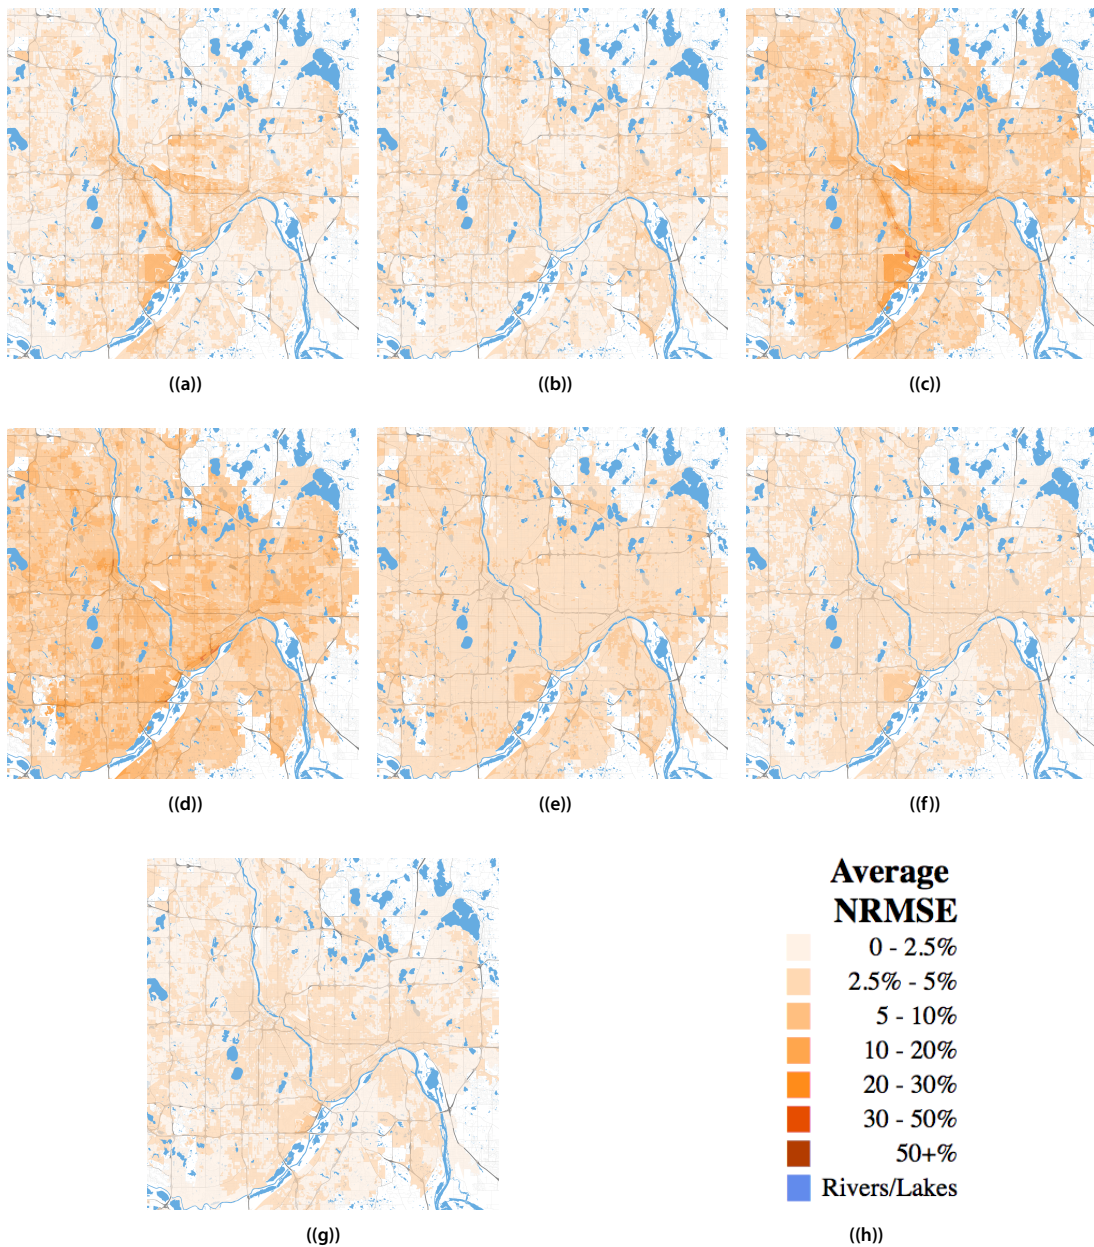 ((a))
((b))
((c))
((d))
((e))
((f))
((g))
Average
NRMSE
0 - 2.5%
2.5% - 5%
5 - 10%
10 - 20%
20 - 30%
30 - 50%
50+%
Rivers/Lakes
((h))